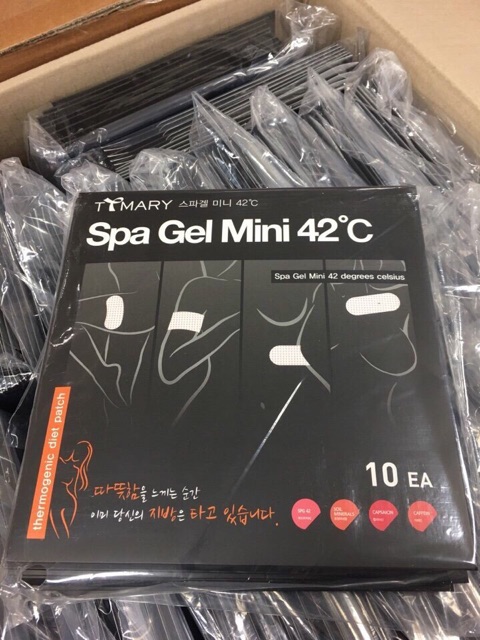 TYMARY 스파겔 미니 42℃
Spa Gel Mini 42℃
Spa Gel Mini 42 degrees celsius
thermogenic diet patch
10 EA
따뜻함을 느끼는 순간
이미 당신의 지방은 타고 있습니다.
CAPSAICIN
CAFFEINE